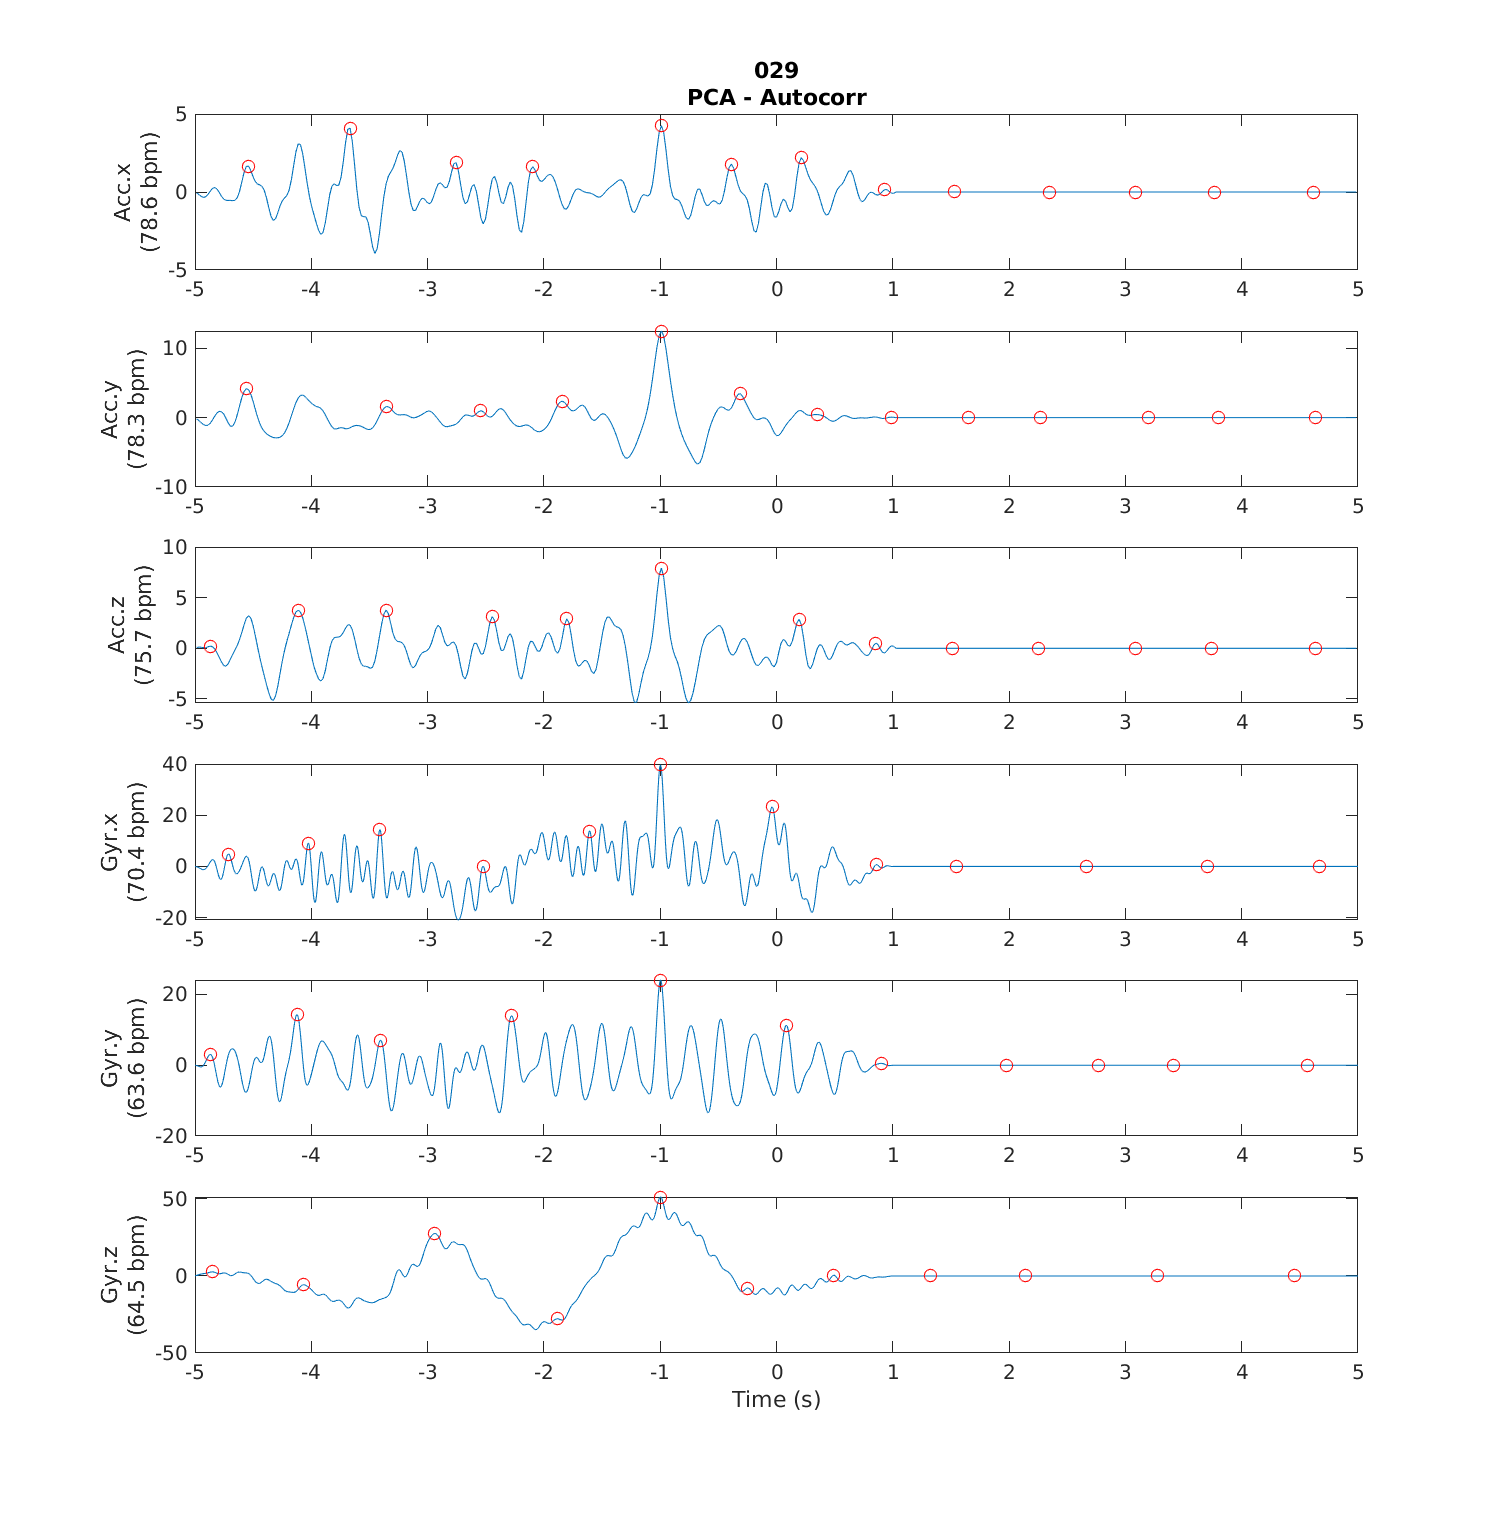 029
PCA - Autocorr
Acc.x
(78.6 bpm)
5
0
-5
-5 -4 -3 -2 -1 0 1 2 3 4 5
Acc.y
(78.3 bpm)
10
0
-10
-5 -4 -3 -2 -1 0 1 2 3 4 5
Acc.z
(75.7 bpm)
10
5
0
-5
-5 -4 -3 -2 -1 0 1 2 3 4 5
Gyr.x
(70.4 bpm)
40
20
0
-20
-5 -4 -3 -2 -1 0 1 2 3 4 5
Gyr.y
(63.6 bpm)
20
0
-20
-5 -4 -3 -2 -1 0 1 2 3 4 5
Gyr.z
(64.5 bpm)
50
0
-50
-5 -4 -3 -2 -1 0 1 2 3 4 5
Time (s)